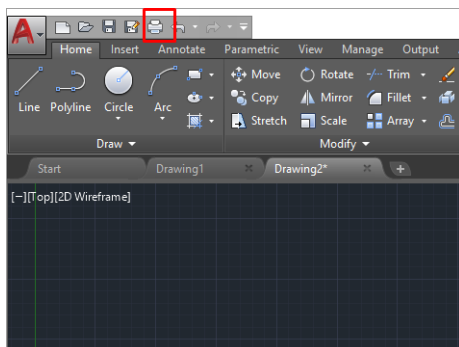 A
Home Insert Annotate Parametric View Manage Output
Line Polyline Circle Arc
Move Rotate Trim
Copy Mirror Fillet
Stretch Scale Array
Draw Modify
Start Drawing1 Drawing2*
[−][Top][2D Wireframe]